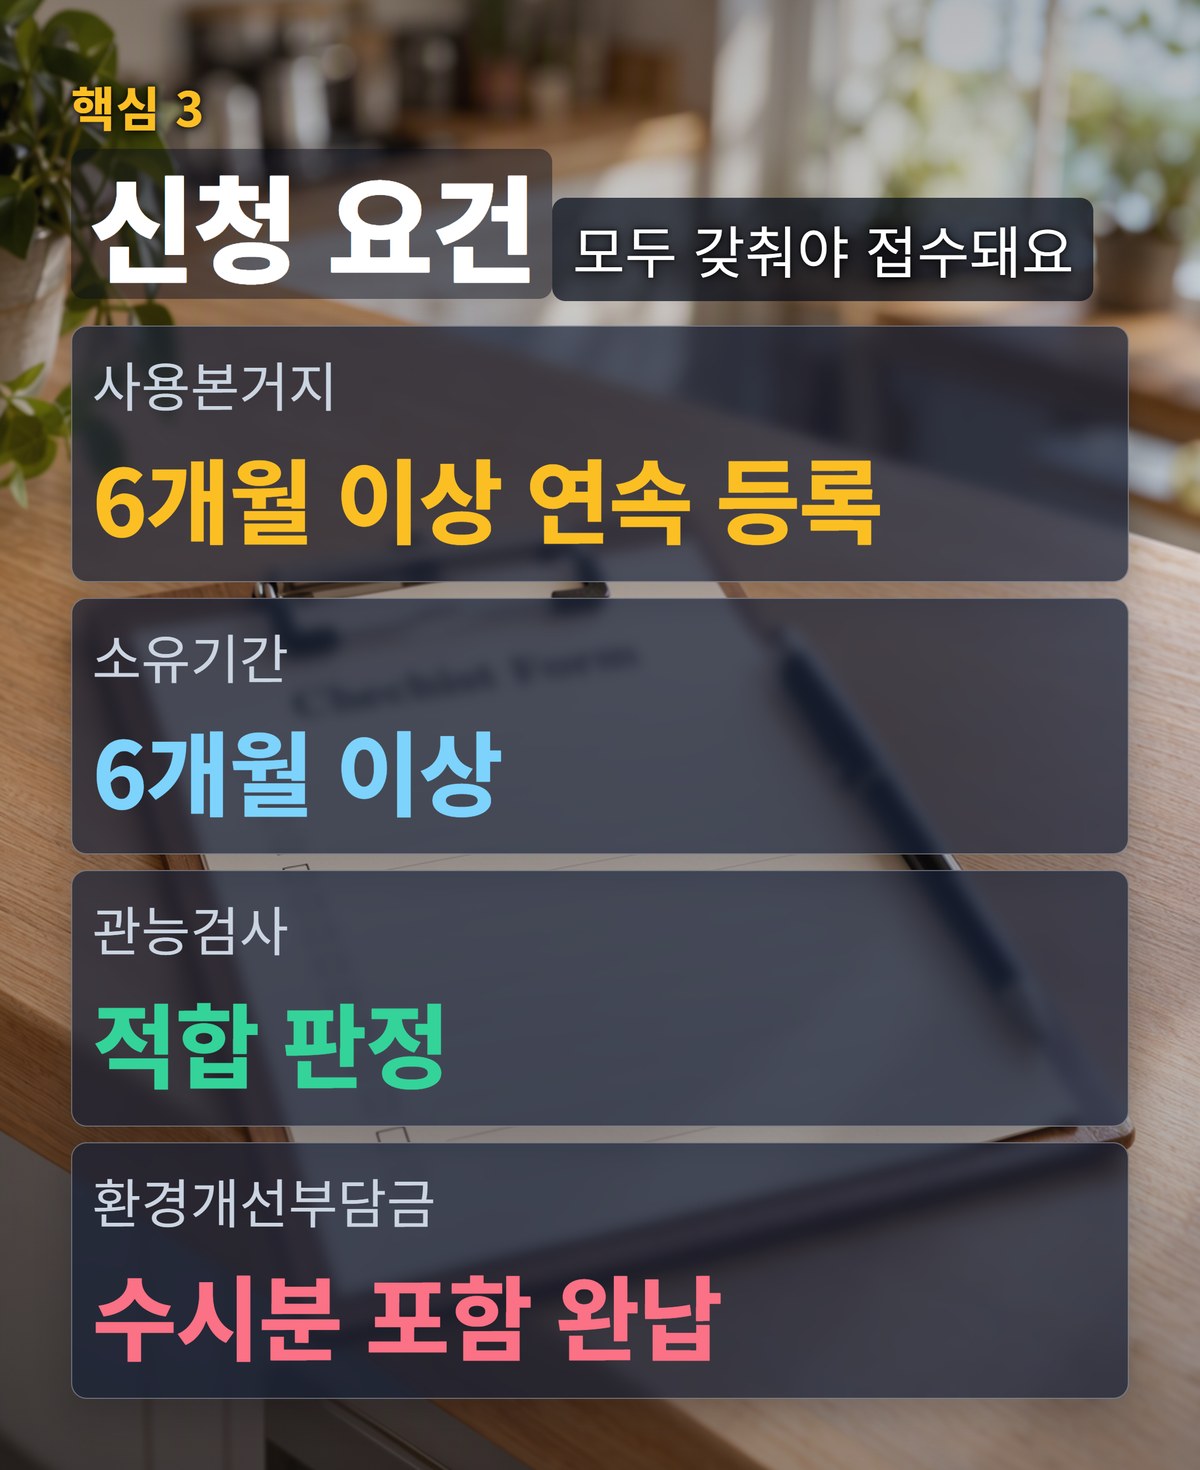 핵심 3
신청 요건 모두 갖춰야 접수돼요
사용본거지
6개월 이상 연속 등록
소유기간
6개월 이상
관능검사
적합 판정
환경개선부담금
수시분 포함 완납